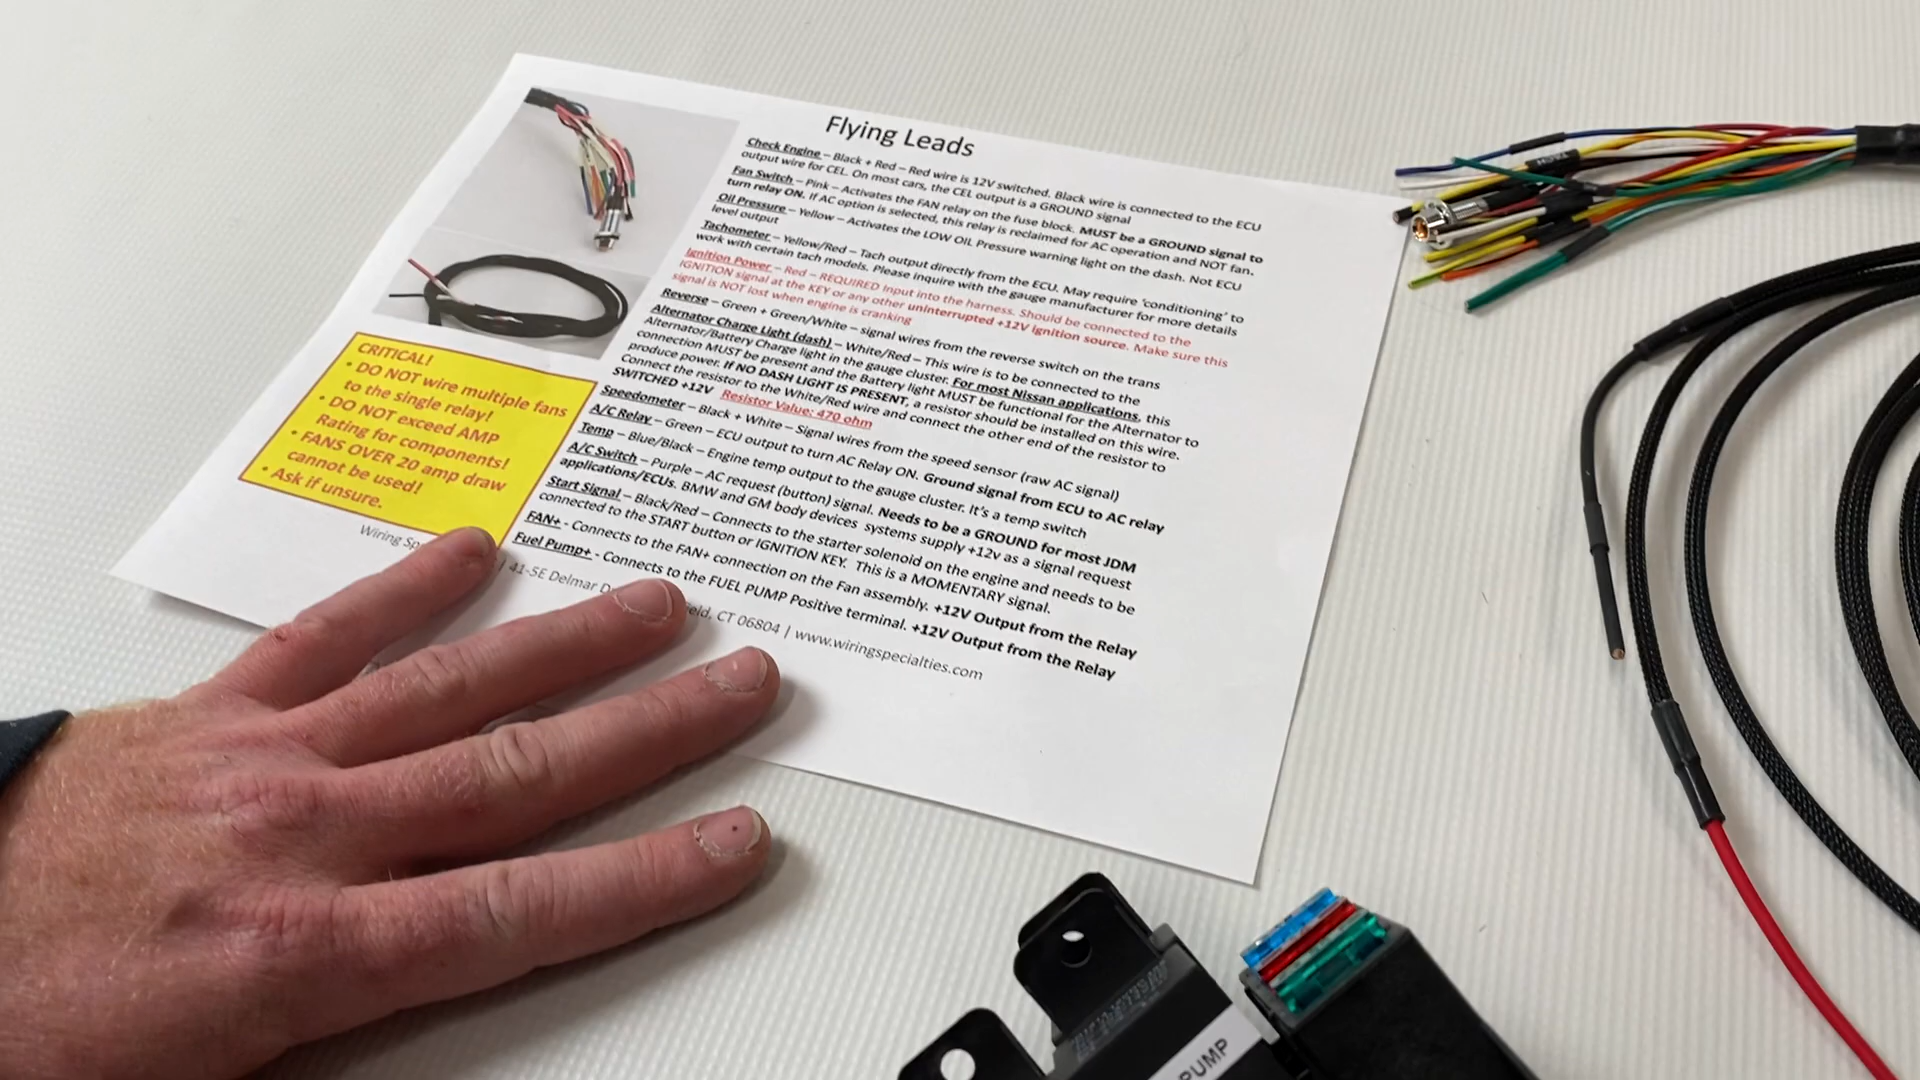 Flying Leads
Check Engine – Black + Red – Red wire is 12V switched. Black wire is connected to the ECU
output wire for CEL. On most cars, the CEL output is a GROUND signal
Fan Switch – Pink – Activates the FAN relay on the fuse block. MUST be a GROUND signal to
turn relay ON. If AC option is selected, this relay is reclaimed for AC operation and NOT fan.
Oil Pressure – Yellow – Activates the LOW OIL Pressure warning light on the dash. Not ECU
level output
Tachometer – Yellow/Red – Tach output directly from the ECU. May require 'conditioning' to
work with certain tach models. Please inquire with the gauge manufacturer for more details
Ignition Power – Red – REQUIRED Input into the harness. Should be connected to the
IGNITION signal at the KEY or any other uninterrupted +12V ignition source. Make sure this
signal is NOT lost when engine is cranking
Reverse – Green + Green/White – signal wires from the reverse switch on the trans
Alternator Charge Light (dash) – White/Red – This wire is to be connected to the
Alternator/Battery Charge light in the gauge cluster. For most Nissan applications, this
connection MUST be present and the Battery light MUST be functional for the Alternator to
produce power. If NO DASH LIGHT IS PRESENT, a resistor should be installed on this wire.
Connect the resistor to the White/Red wire and connect the other end of the resistor to
SWITCHED +12V Resistor Value: 470 ohm
Speedometer – Black + White – Signal wires from the speed sensor (raw AC signal)
A/C Relay – Green – ECU output to turn AC Relay ON. Ground signal from ECU to AC relay
Temp – Blue/Black – Engine temp output to the gauge cluster. It's a temp switch
A/C Switch – Purple – AC request (button) signal. Needs to be a GROUND for most JDM
applications/ECUs. BMW and GM body devices systems supply +12v as a signal request
Start Signal – Black/Red – Connects to the starter solenoid on the engine and needs to be
connected to the START button or IGNITION KEY. This is a MOMENTARY signal.
FAN+ - Connects to the FAN+ connection on the Fan assembly. +12V Output from the Relay
Fuel Pump+ - Connects to the FUEL PUMP Positive terminal. +12V Output from the Relay
CRITICAL!
• DO NOT wire multiple fans
to the single relay!
• DO NOT exceed AMP
Rating for components!
• FANS OVER 20 amp draw
cannot be used!
• Ask if unsure.
Wiring | 41-5E Delmar CT 06804 | www.wiringspecialties.com
TACH
PUMP